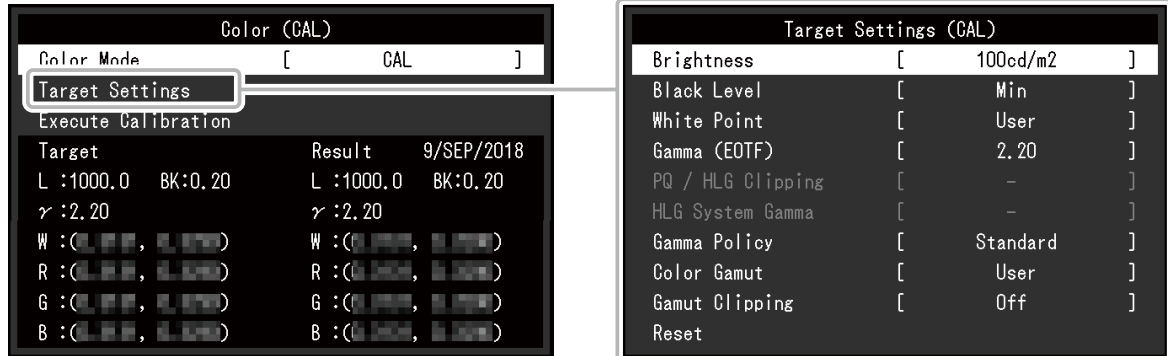 Color (CAL)
Color Mode [ CAL ]
Target Settings
Execute Calibration
Target Result 9/SEP/2018
L :1000.0 BK:0.20 L :1000.0 BK:0.20
γ :2.20 γ :2.20
W :( , ) W :( , )
R :( , ) R :( , )
G :( , ) G :( , )
B :( , ) B :( , )
Target Settings (CAL)
Brightness [ 100cd/m2 ]
Black Level [ Min ]
White Point [ User ]
Gamma (EOTF) [ 2.20 ]
PQ / HLG Clipping [ – ]
HLG System Gamma [ – ]
Gamma Policy [ Standard ]
Color Gamut [ User ]
Gamut Clipping [ Off ]
Reset